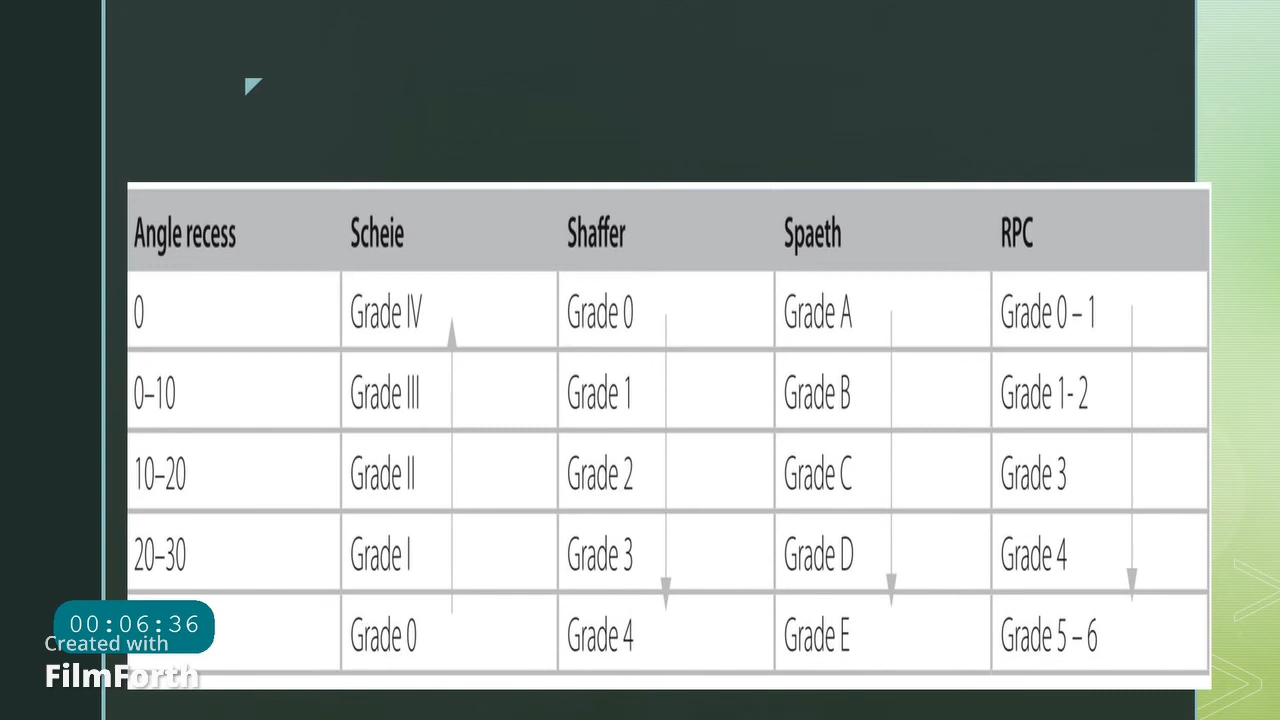 Angle recess Scheie Shaffer Spaeth RPC
0 Grade IV Grade 0 Grade A Grade 0 – 1
0–10 Grade III Grade 1 Grade B Grade 1- 2
10–20 Grade II Grade 2 Grade C Grade 3
20–30 Grade I Grade 3 Grade D Grade 4
Grade 0 Grade 4 Grade E Grade 5 – 6
00:06:36
Created with
FilmForth